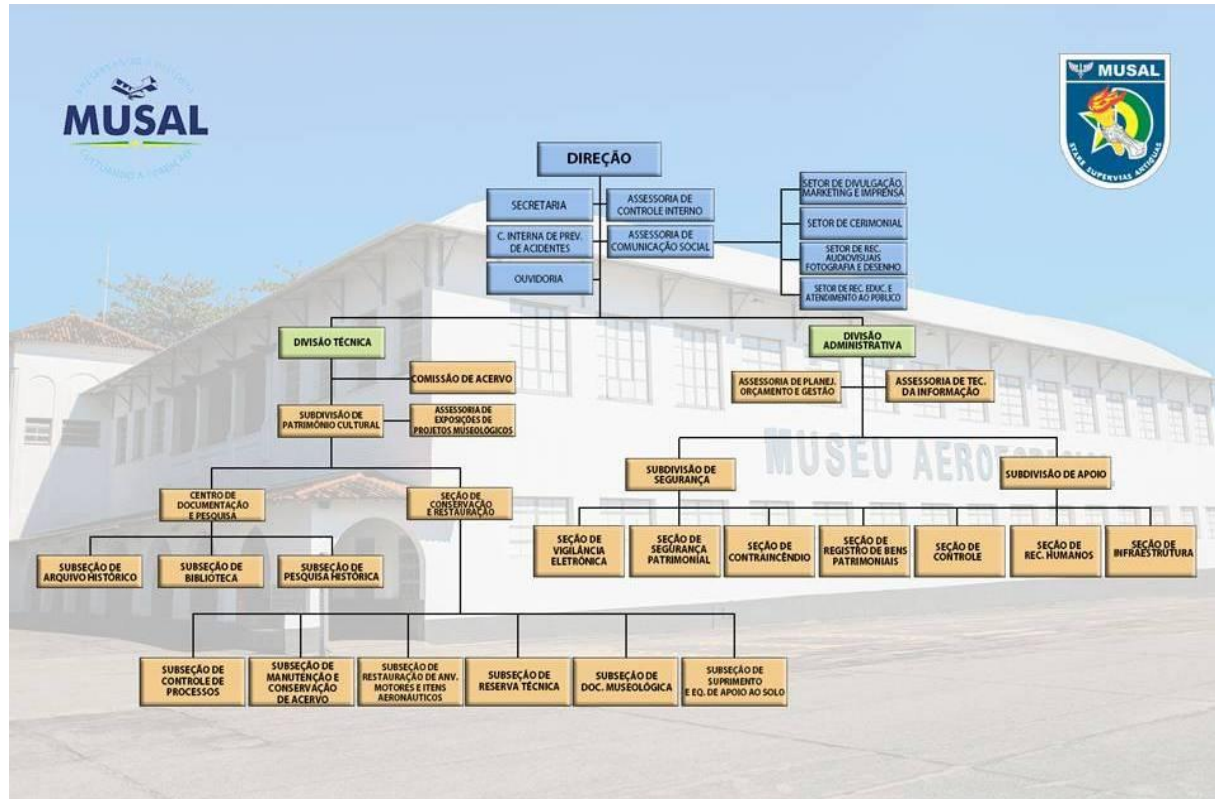 MUSAL
MUSAL
STARE SUPERVIAS ANTIQUAS
DIREÇÃO
SECRETARIA
ASSESSORIA DE
CONTROLE INTERNO
C. INTERNA DE PREV.
DE ACIDENTES
ASSESSORIA DE
COMUNICAÇÃO SOCIAL
OUVIDORIA
SETOR DE DIVULGAÇÃO,
MARKETING E IMPRENSA
SETOR DE CERIMONIAL
SETOR DE REC.
AUDIOVISUAIS
FOTOGRAFIA E DESENHO
SETOR DE REC. EDUC. E
ATENDIMENTO AO PÚBLICO
DIVISÃO TÉCNICA
COMISSÃO DE ACERVO
SUBDIVISÃO DE
PATRIMÔNIO CULTURAL
ASSESSORIA DE
EXPOSIÇÕES DE
PROJETOS MUSEOLÓGICOS
CENTRO DE
DOCUMENTAÇÃO
E PESQUISA
SEÇÃO DE
CONSERVAÇÃO
E RESTAURAÇÃO
SUBSEÇÃO DE
ARQUIVO HISTÓRICO
SUBSEÇÃO DE
BIBLIOTECA
SUBSEÇÃO DE
PESQUISA HISTÓRICA
SUBSEÇÃO DE
CONTROLE DE
PROCESSOS
SUBSEÇÃO DE
MANUTENÇÃO E
CONSERVAÇÃO
DE ACERVO
SUBSEÇÃO DE
RESTAURAÇÃO DE ANV.
MOTORES E ITENS
AERONÁUTICOS
SUBSEÇÃO DE
RESERVA TÉCNICA
SUBSEÇÃO DE
DOC. MUSEOLÓGICA
SUBSEÇÃO DE
SUPRIMENTO
E EQ. DE APOIO AO SOLO
DIVISÃO
ADMINISTRATIVA
ASSESSORIA DE PLANEJ.
ORÇAMENTO E GESTÃO
ASSESSORIA DE TEC.
DA INFORMAÇÃO
MUSEU
SUBDIVISÃO DE
SEGURANÇA
SUBDIVISÃO DE APOIO
SEÇÃO DE
VIGILÂNCIA
ELETRÔNICA
SEÇÃO DE
SEGURANÇA
PATRIMONIAL
SEÇÃO DE
CONTRAINCÊNDIO
SEÇÃO DE
REGISTRO DE BENS
PATRIMONIAIS
SEÇÃO DE
CONTROLE
SEÇÃO DE
REC. HUMANOS
SEÇÃO DE
INFRAESTRUTURA